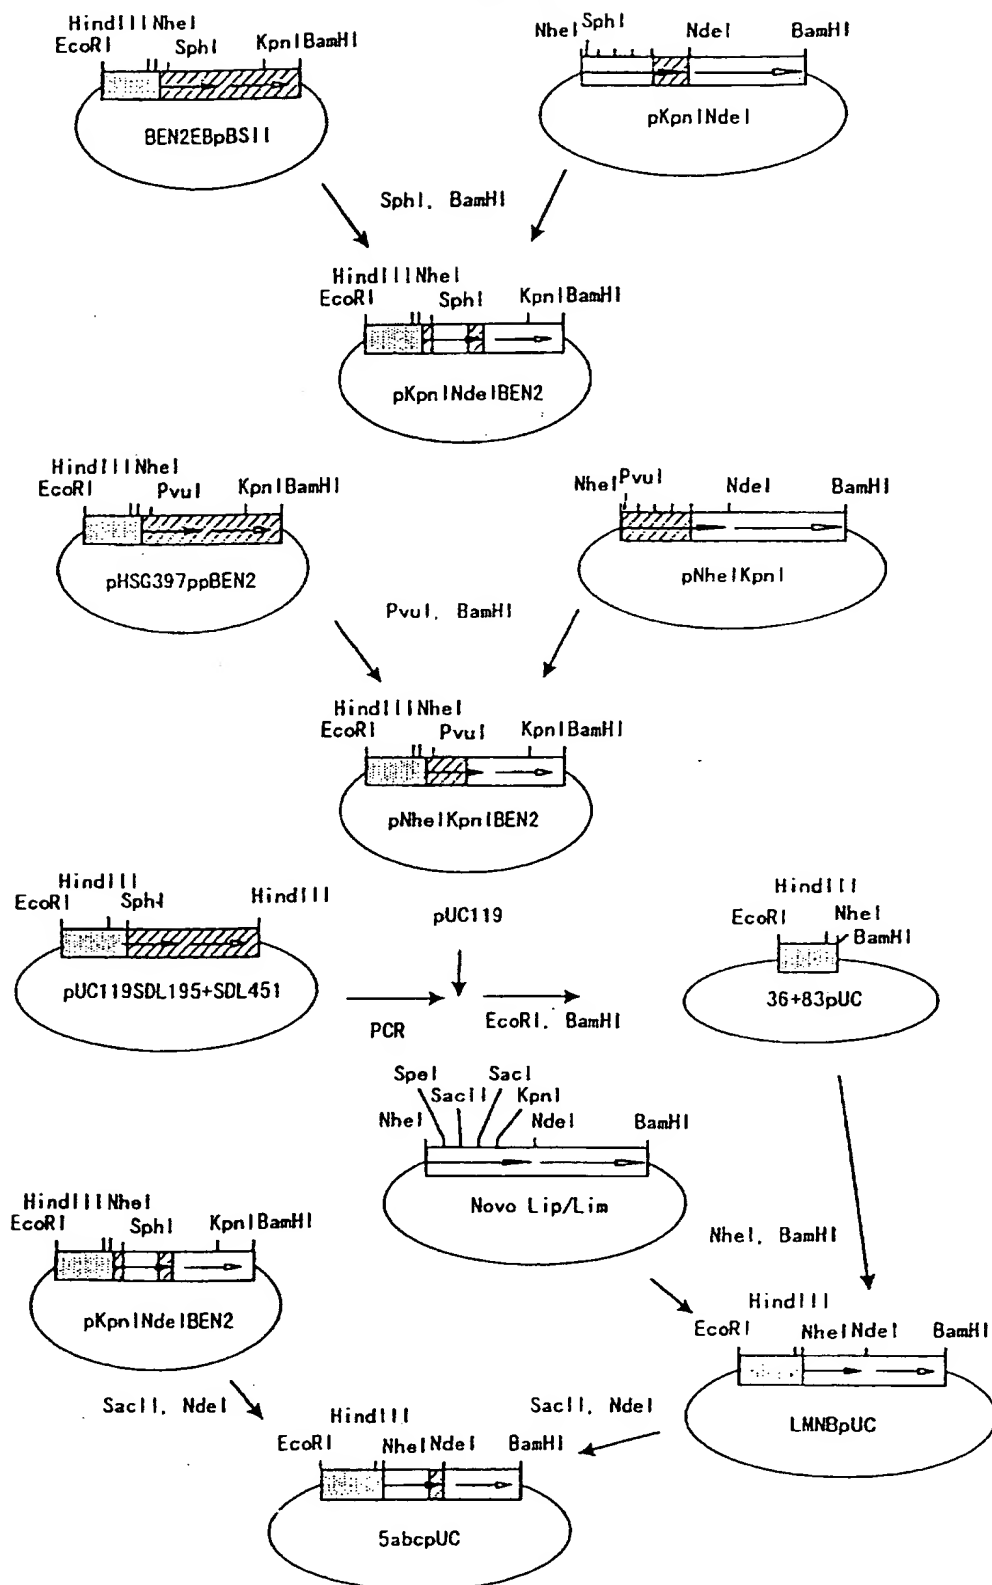 HindIII NheI
EcoRI
SphI
KpnI BamHI
BEN2EBpBSII
NheI
SphI
NdeI
BamHI
pKpnINdeI
SphI, BamHI
HindIII NheI
EcoRI
SphI
KpnI BamHI
pKpnINdeIBEN2
HindIII NheI
EcoRI
PvuI
KpnI BamHI
pHSG397ppBEN2
NheI
PvuI
NdeI
BamHI
pNheIKpnI
PvuI, BamHI
HindIII NheI
EcoRI
PvuI
KpnI BamHI
pNheIKpnIBEN2
HindIII
EcoRI
SphI
HindIII
pUC119SDL195+SDL451
PCR
pUC119
EcoRI, BamHI
HindIII
EcoRI
NheI
BamHI
36+83pUC
SpeI
SacI
SacII
KpnI
NheI
NdeI
BamHI
Novo Lip/Lim
NheI, BamHI
HindIII NheI
EcoRI
SphI
KpnI BamHI
pKpnINdeIBEN2
HindIII
EcoRI
NheI NdeI
BamHI
LMNBpUC
SacII, NdeI
SacII, NdeI
HindIII
EcoRI
NheI NdeI
BamHI
5abcpUC